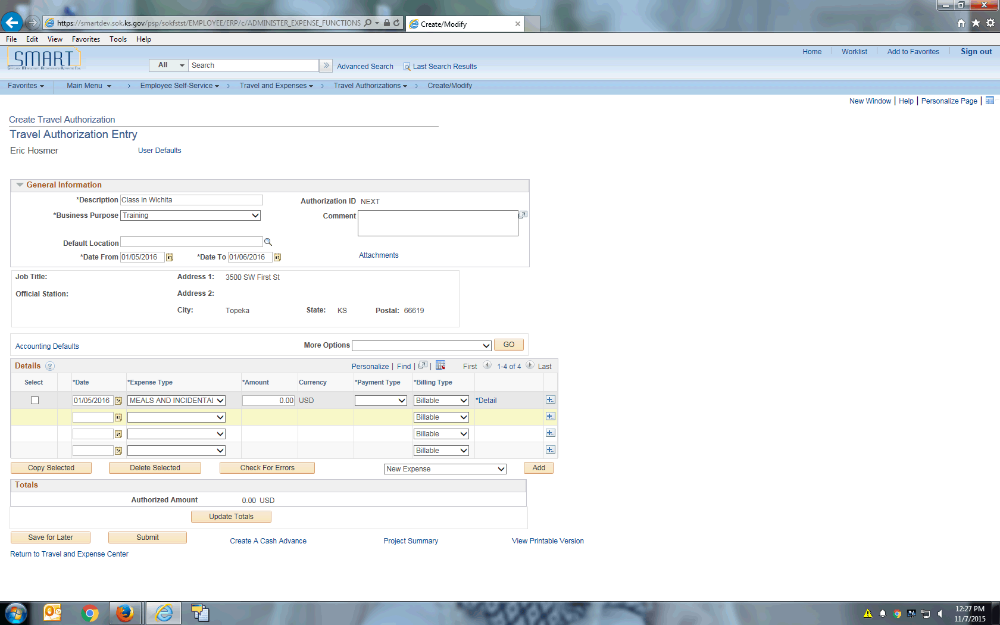 https://smartdev.sok.ks.gov/psp/sokfstst/EMPLOYEE/ERP/c/ADMINISTER_EXPENSE_FUNCTIONS
Create/Modify
File Edit View Favorites Tools Help
SMART
All Search Advanced Search Last Search Results
Home Worklist Add to Favorites Sign out
Favorites Main Menu > Employee Self-Service > Travel and Expenses > Travel Authorizations > Create/Modify
New Window | Help | Personalize Page |
Create Travel Authorization
Travel Authorization Entry
Eric Hosmer User Defaults
General Information
*Description Class in Wichita Authorization ID NEXT
*Business Purpose Training Comment
Default Location
*Date From 01/05/2016 31 *Date To 01/06/2016 31 Attachments
Job Title: Address 1: 3500 SW First St
Official Station: Address 2:
City: Topeka State: KS Postal: 66619
Accounting Defaults More Options GO
Details ? Personalize | Find | | First 1-4 of 4 Last
Select *Date *Expense Type *Amount Currency *Payment Type *Billing Type
01/05/2016 31 MEALS AND INCIDENTAL 0.00 USD Billable *Detail
31 Billable
31 Billable
31 Billable
Copy Selected Delete Selected Check For Errors New Expense Add
Totals
Authorized Amount 0.00 USD
Update Totals
Save for Later Submit Create A Cash Advance Project Summary View Printable Version
Return to Travel and Expense Center
12:27 PM
11/7/2015